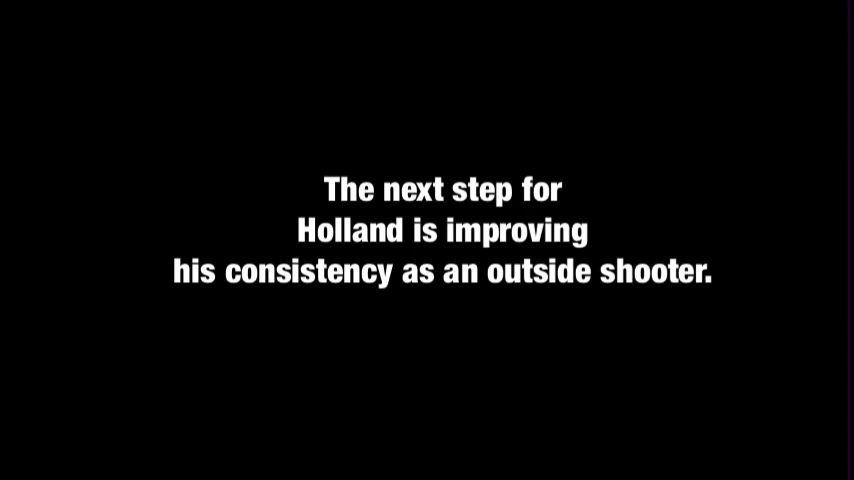 The next step for
Holland is improving
his consistency as an outside shooter.